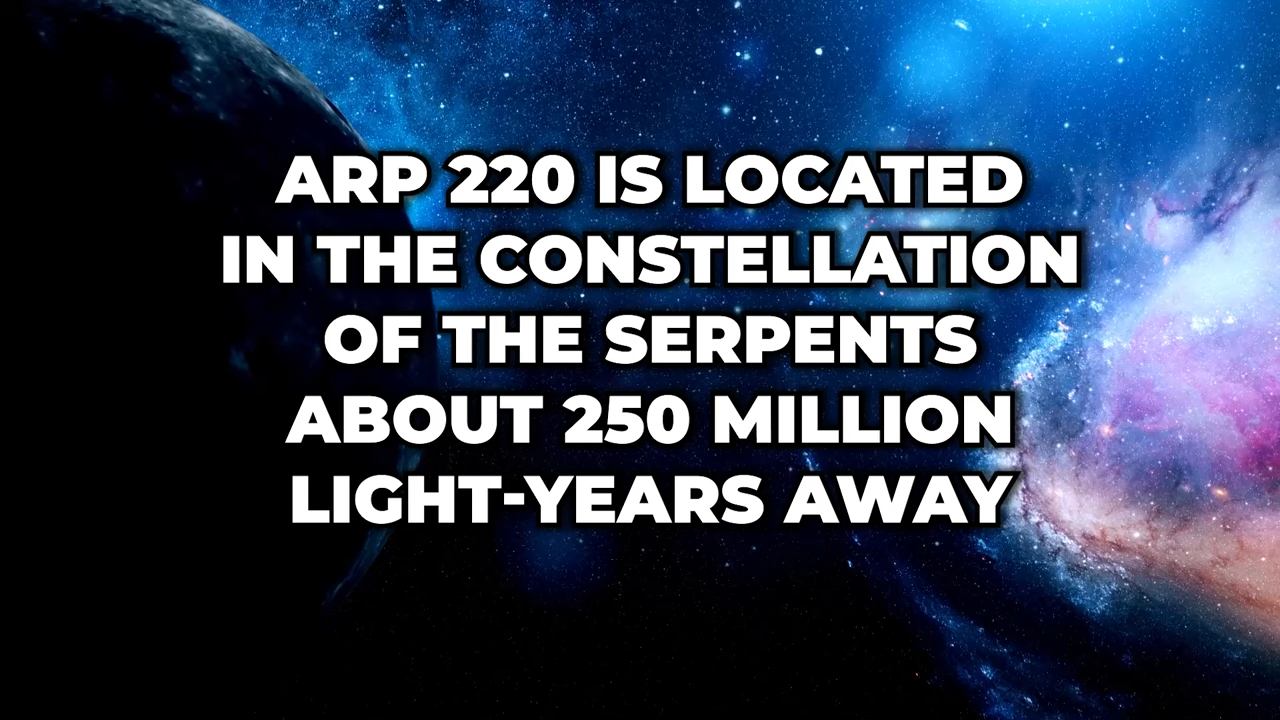 ARP 220 IS LOCATED
IN THE CONSTELLATION
OF THE SERPENTS
ABOUT 250 MILLION
LIGHT-YEARS AWAY